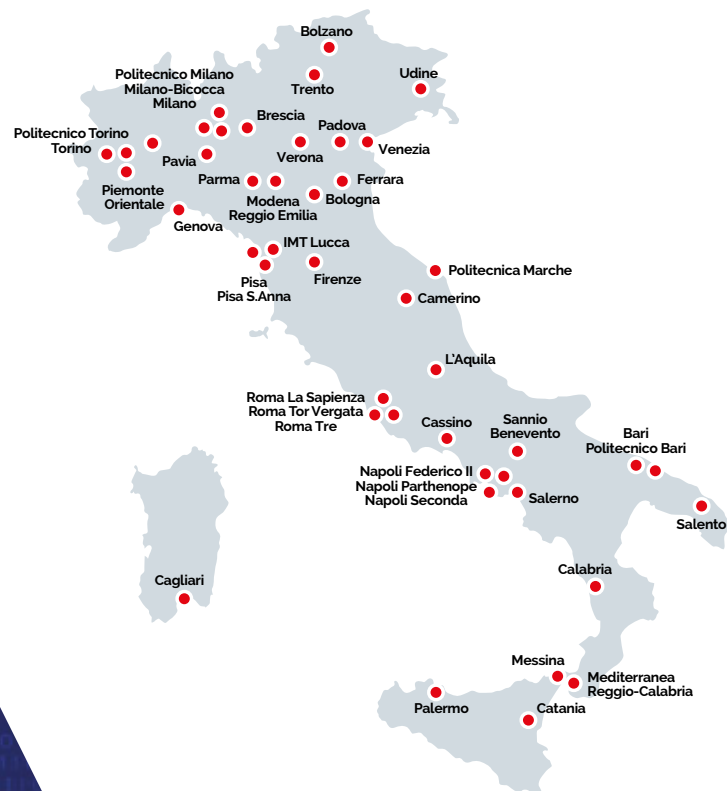 Bolzano
Politecnico Milano
Milano-Bicocca
Milano
Trento
Udine
Brescia
Padova
Politecnico Torino
Torino
Pavia
Verona
Venezia
Piemonte
Orientale
Parma
Modena
Reggio Emilia
Bologna
Ferrara
Genova
IMT Lucca
Pisa
Pisa S.Anna
Firenze
Politecnica Marche
Camerino
L'Aquila
Roma La Sapienza
Roma Tor Vergata
Roma Tre
Cassino
Sannio
Benevento
Bari
Politecnico Bari
Napoli Federico II
Napoli Parthenope
Napoli Seconda
Salerno
Salento
Cagliari
Calabria
Messina
Mediterranea
Reggio-Calabria
Palermo
Catania